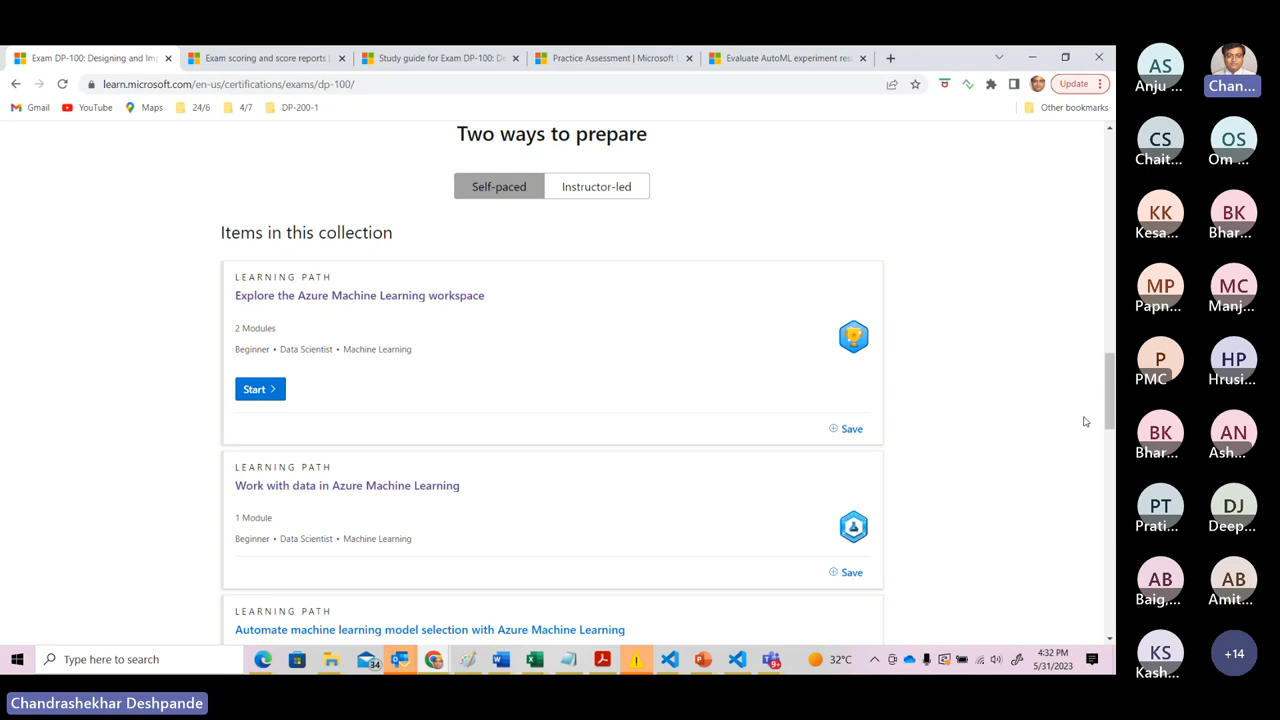 Exam DP-100: Designing and Im
Exam scoring and score reports
Study guide for Exam DP-100: De
Practice Assessment | Microsoft L
Evaluate AutoML experiment res
learn.microsoft.com/en-us/certifications/exams/dp-100/
Update
Gmail
YouTube
Maps
24/6
4/7
DP-200-1
Other bookmarks
Two ways to prepare
Self-paced
Instructor-led
Items in this collection
LEARNING PATH
Explore the Azure Machine Learning workspace
2 Modules
Beginner • Data Scientist • Machine Learning
Start
Save
LEARNING PATH
Work with data in Azure Machine Learning
1 Module
Beginner • Data Scientist • Machine Learning
Save
LEARNING PATH
Automate machine learning model selection with Azure Machine Learning
Type here to search
34
9+
32°C
4:32 PM
5/31/2023
Chandrashekhar Deshpande
AS
Anju ...
Chan...
CS
Chait...
OS
Om ...
KK
Kesa...
BK
Bhar...
MP
Papn...
MC
Manj...
P
PMC
HP
Hrusi...
BK
Bhar...
AN
Ash...
PT
Prati...
DJ
Deep...
AB
Baig,...
AB
Amit...
KS
Kash...
+14